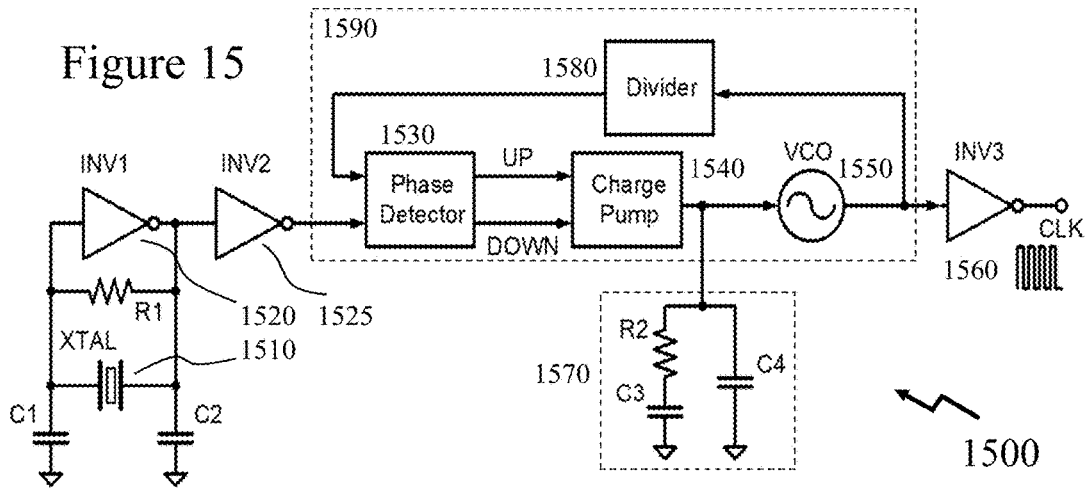 Figure 15
1590
1580
Divider
1530
INV1
INV2
UP
1540
VCO
1550
INV3
Phase
Detector
Charge
Pump
DOWN
CLK
1560
R1
1520
1525
XTAL
1510
R2
1570
C4
C1
C2
C3
1500